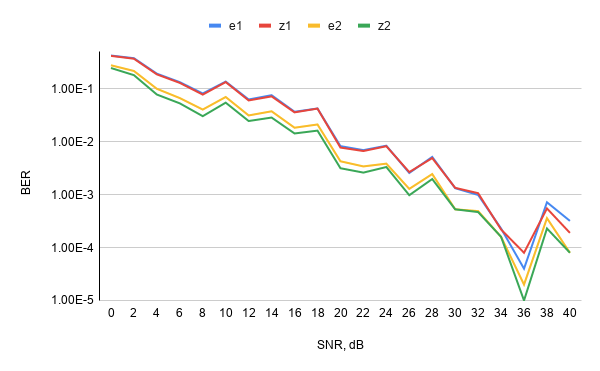 e1 z1 e2 z2
1.00E-1
1.00E-2
1.00E-3
1.00E-4
1.00E-5
BER
0 2 4 6 8 10 12 14 16 18 20 22 24 26 28 30 32 34 36 38 40
SNR, dB